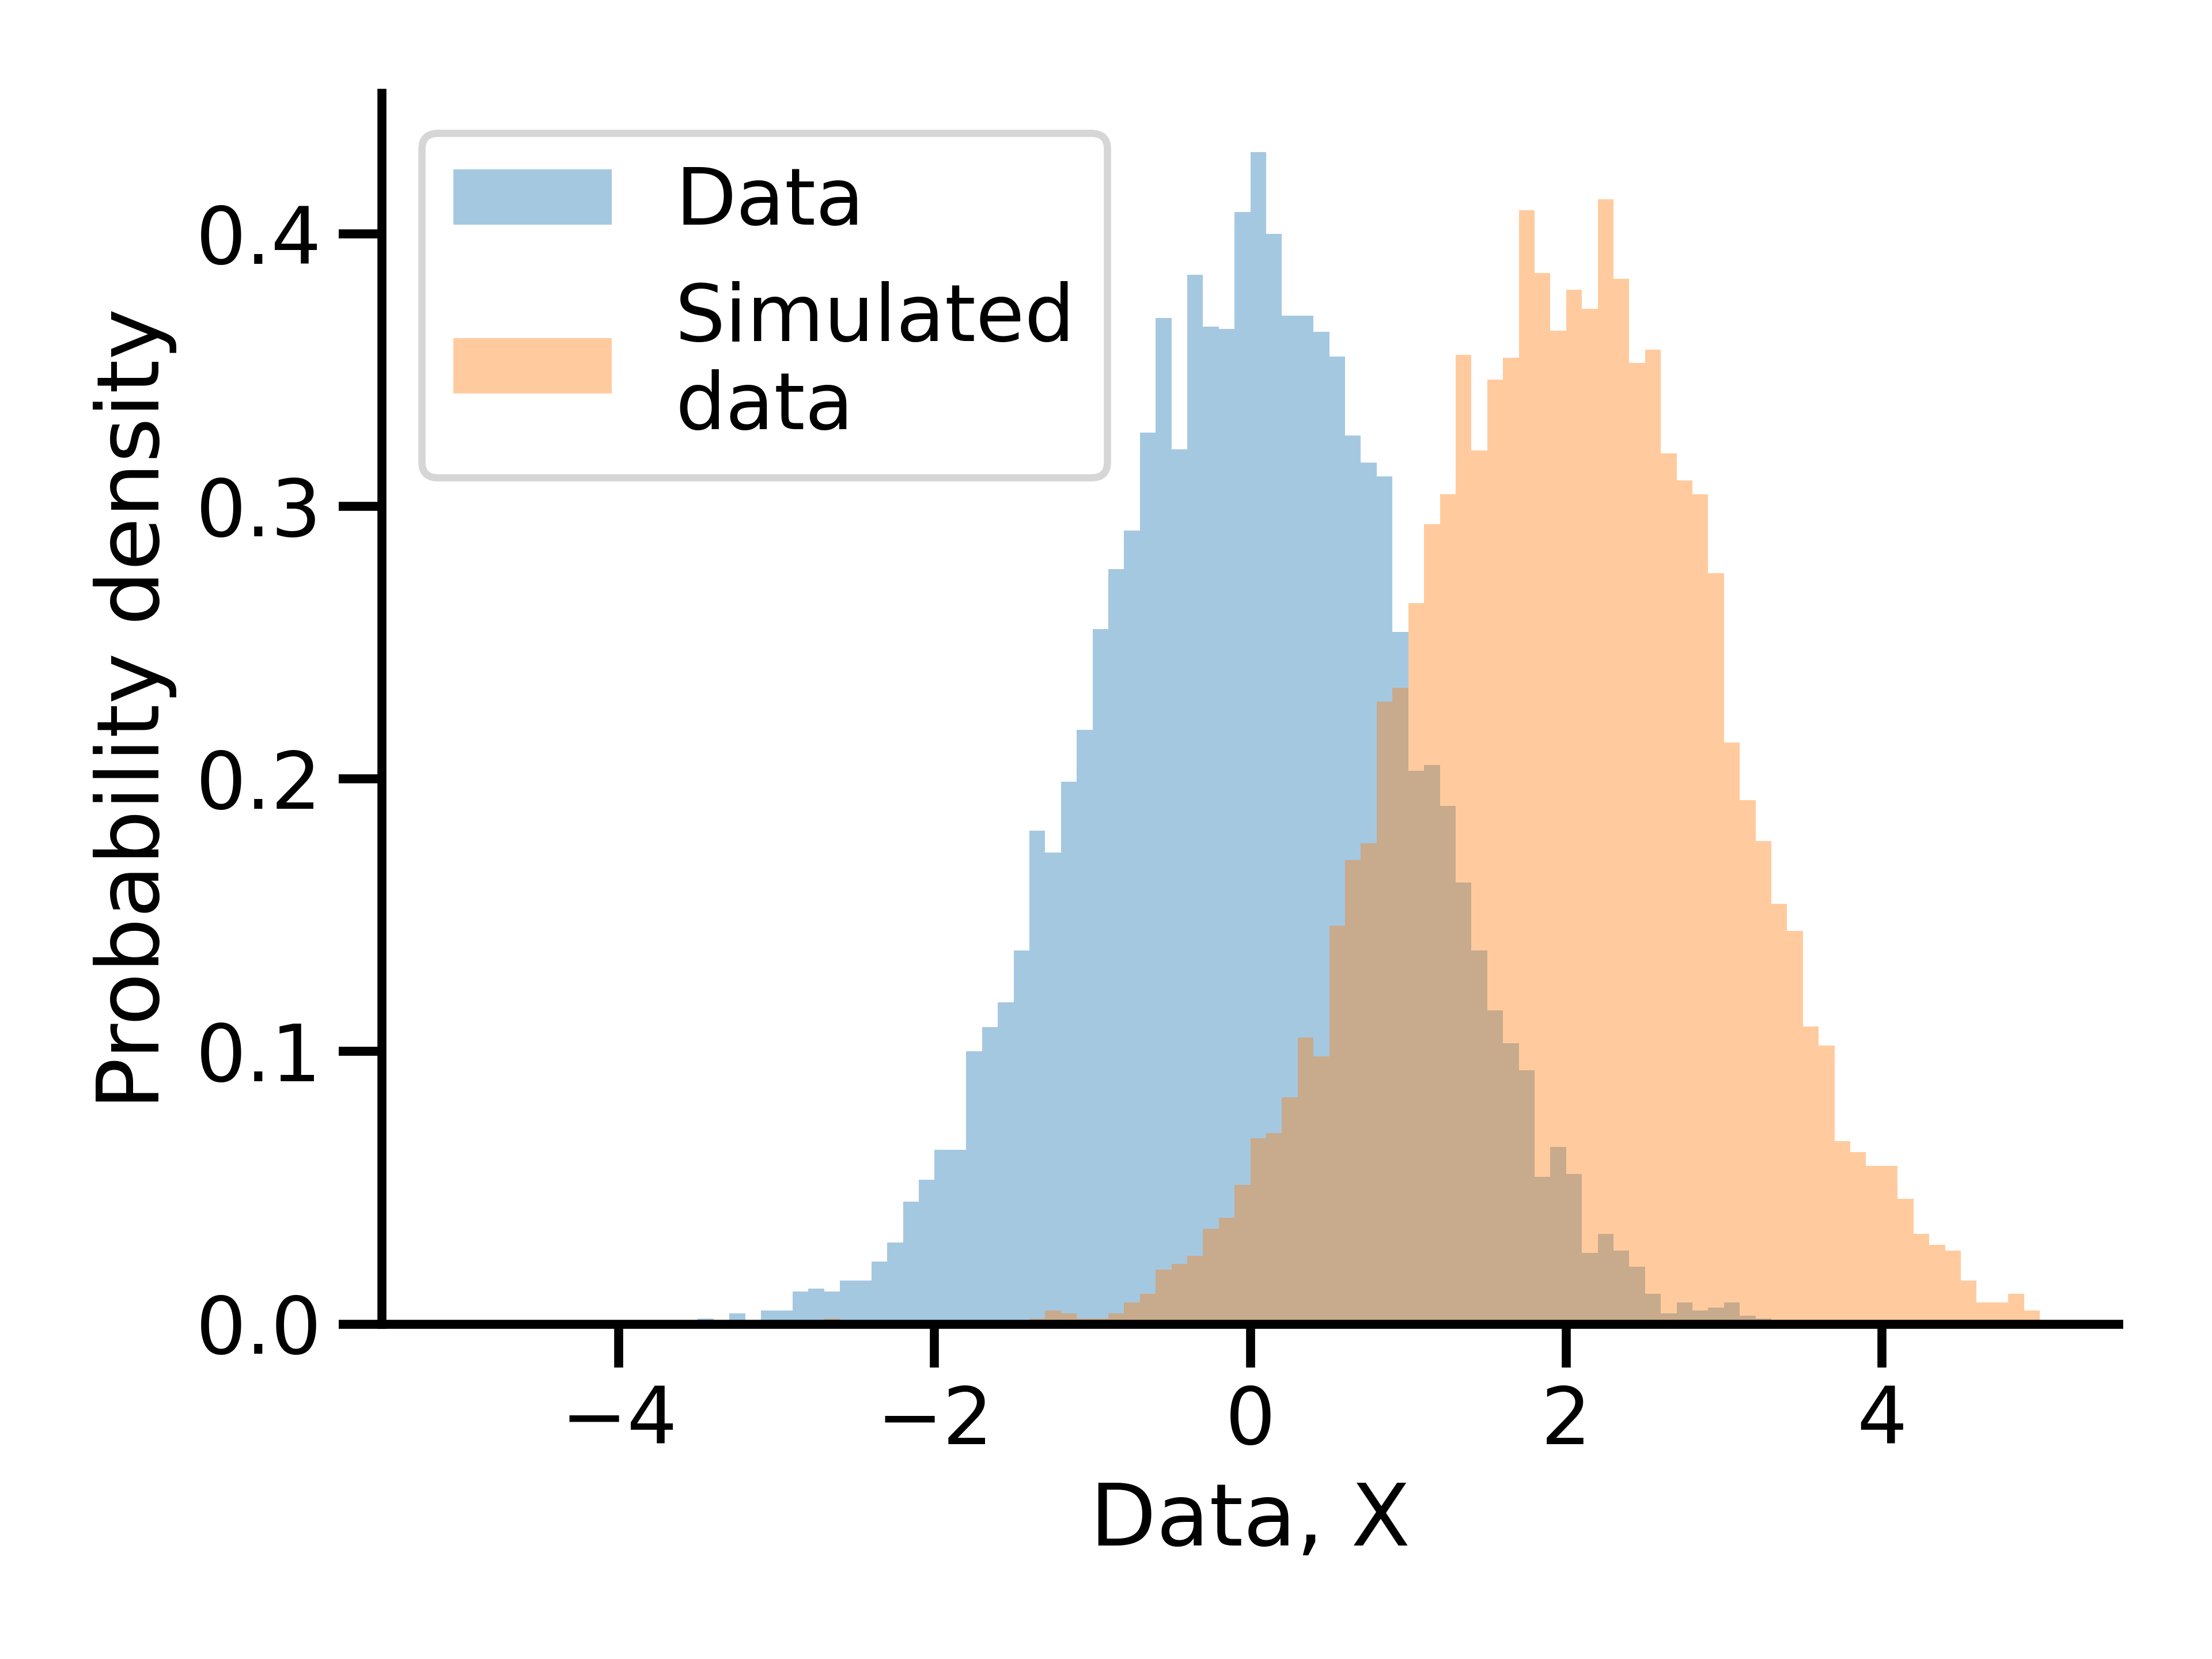 Data
Simulated
data
Probability density
0.4
0.3
0.2
0.1
0.0
−4 −2 0 2 4
Data, X